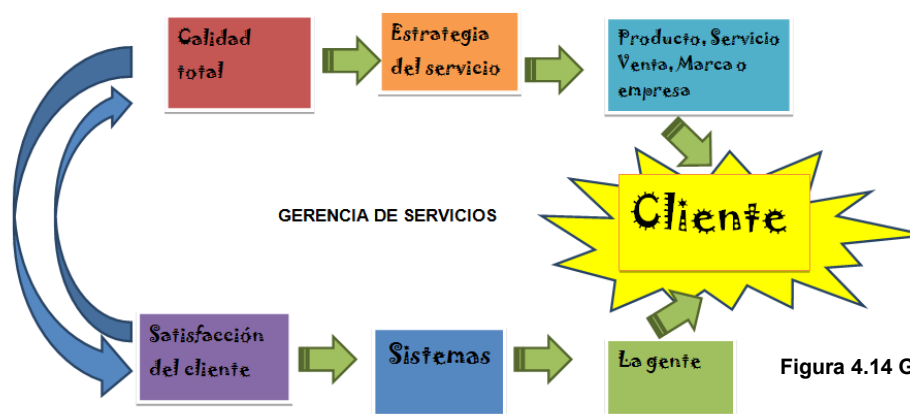 Calidad
total
Estrategia
del servicio
Producto, Servicio
Venta, Marca o
empresa
GERENCIA DE SERVICIOS
Cliente
Satisfacción
del cliente
Sistemas
La gente
Figura 4.14 G